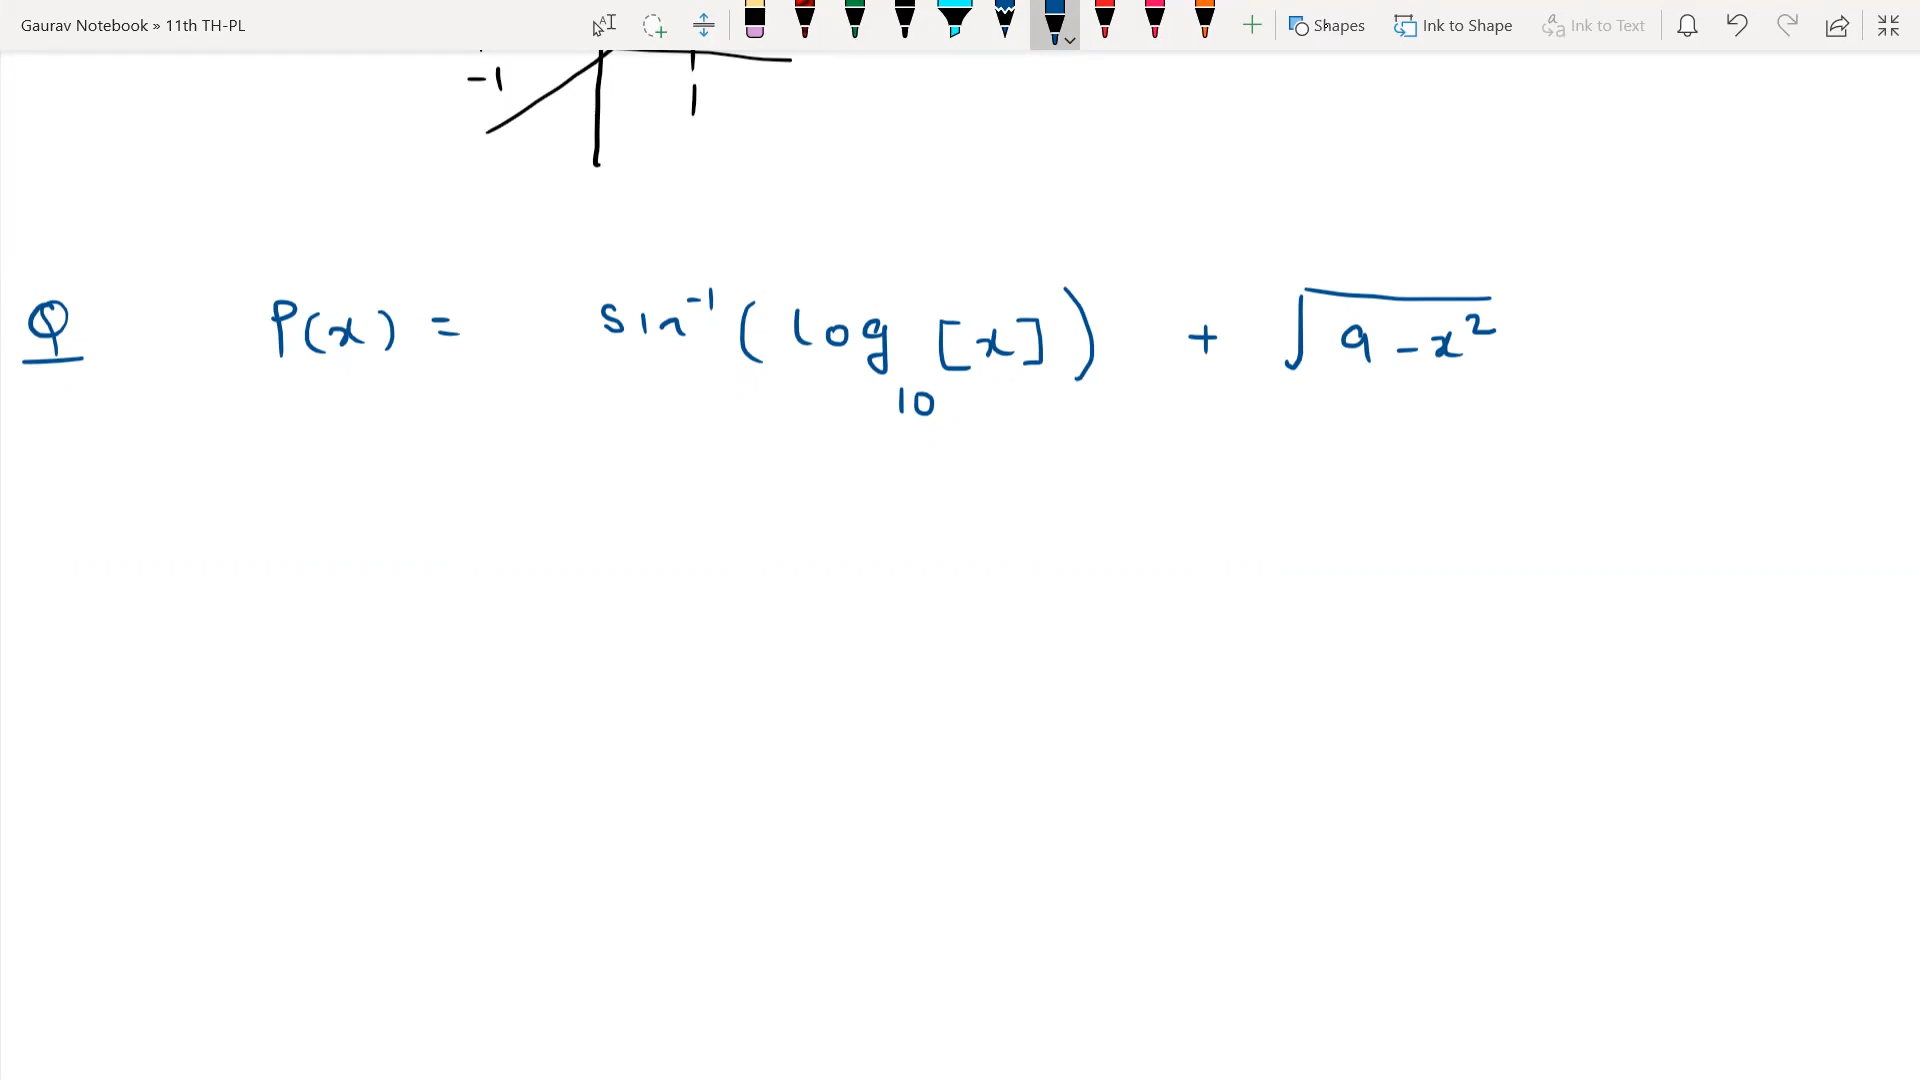 Gaurav Notebook » 11th TH-PL
Shapes
Ink to Shape
Ink to Text
-1
1
Q P(x) = sin⁻¹ ( log₁₀ [x] ) + √(9 - x²)